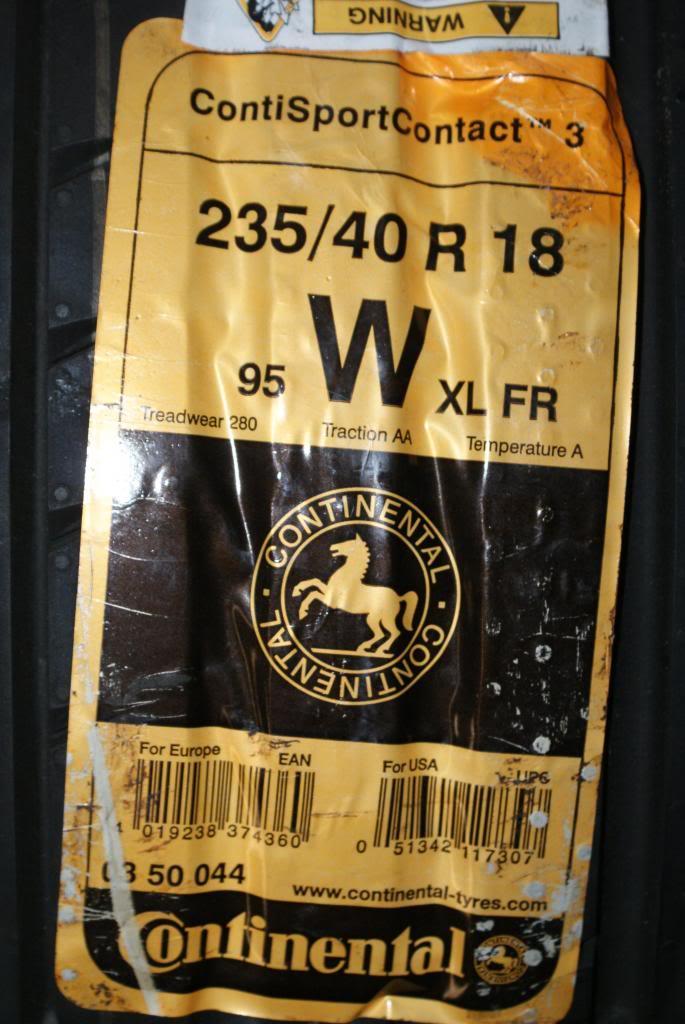 WARNING
ContiSportContact™ 3
235/40 R 18
95 W XL FR
Treadwear 280 Traction AA Temperature A
CONTINENTAL · CONTINENTAL · CONTINENTAL ·
For Europe EAN For USA UPC
4 019238 374360 0 51342 117307
03 50 044
www.continental-tyres.com
Continental